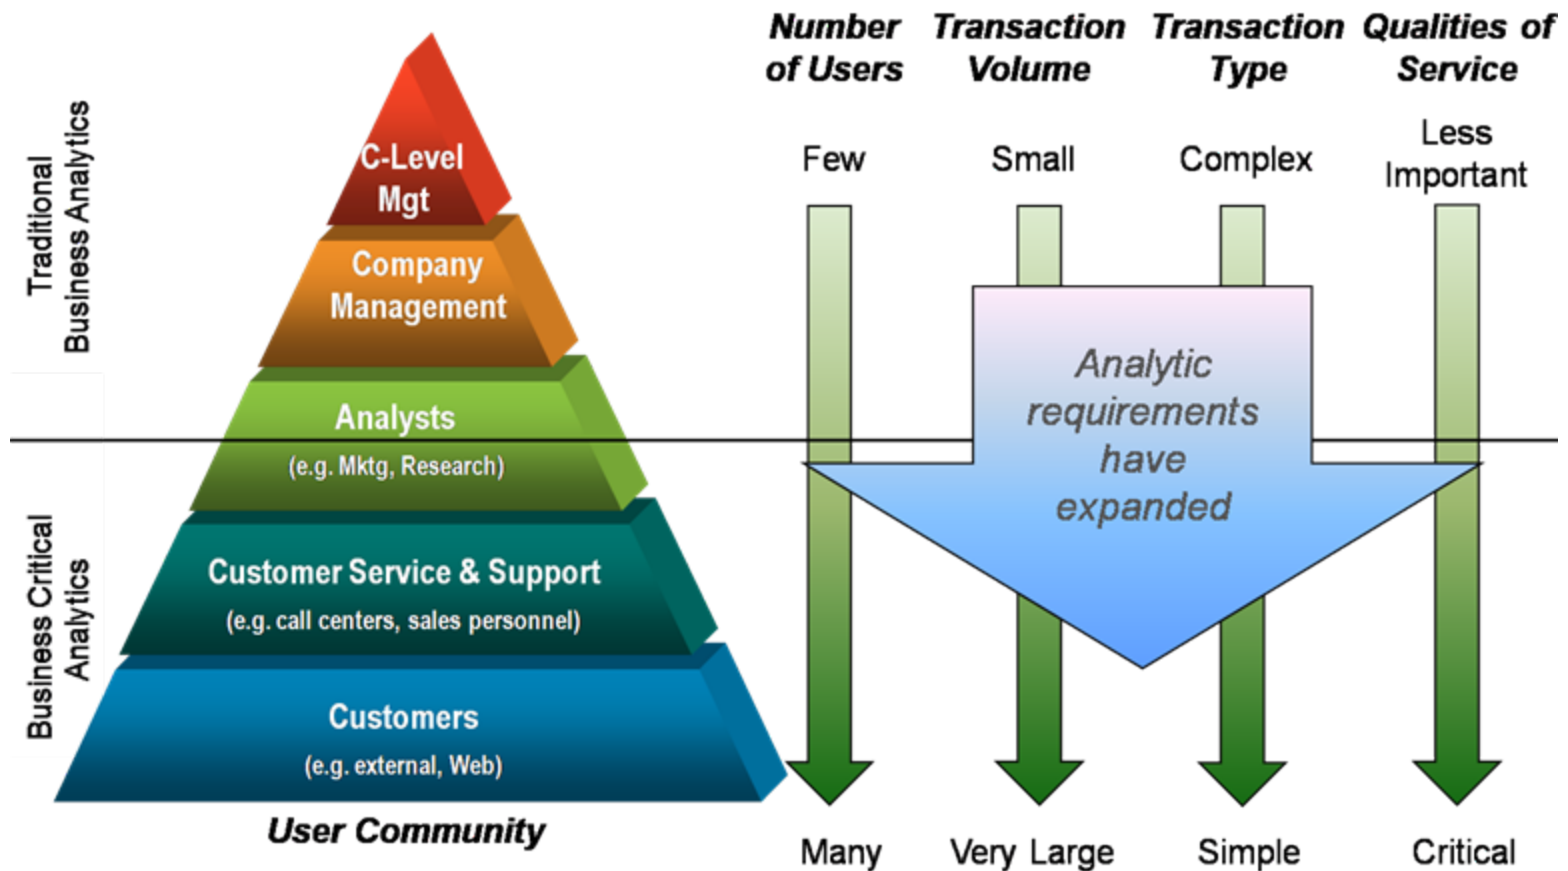 Number
of Users
Transaction
Volume
Transaction
Type
Qualities of
Service
Few
Small
Complex
Less
Important
Traditional
Business Analytics
C-Level
Mgt
Company
Management
Analysts
(e.g. Mktg, Research)
Analytic
requirements
have
expanded
Business Critical
Analytics
Customer Service & Support
(e.g. call centers, sales personnel)
Customers
(e.g. external, Web)
User Community
Many
Very Large
Simple
Critical